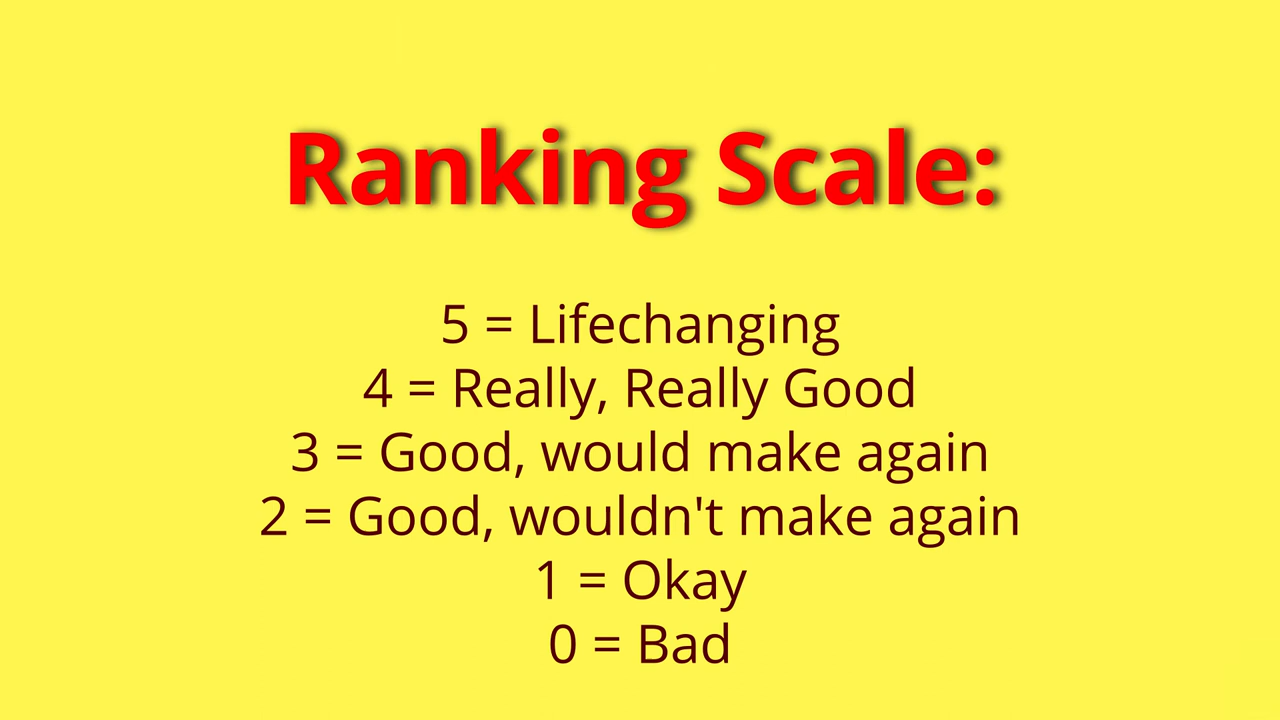 Ranking Scale:
5 = Lifechanging
4 = Really, Really Good
3 = Good, would make again
2 = Good, wouldn't make again
1 = Okay
0 = Bad